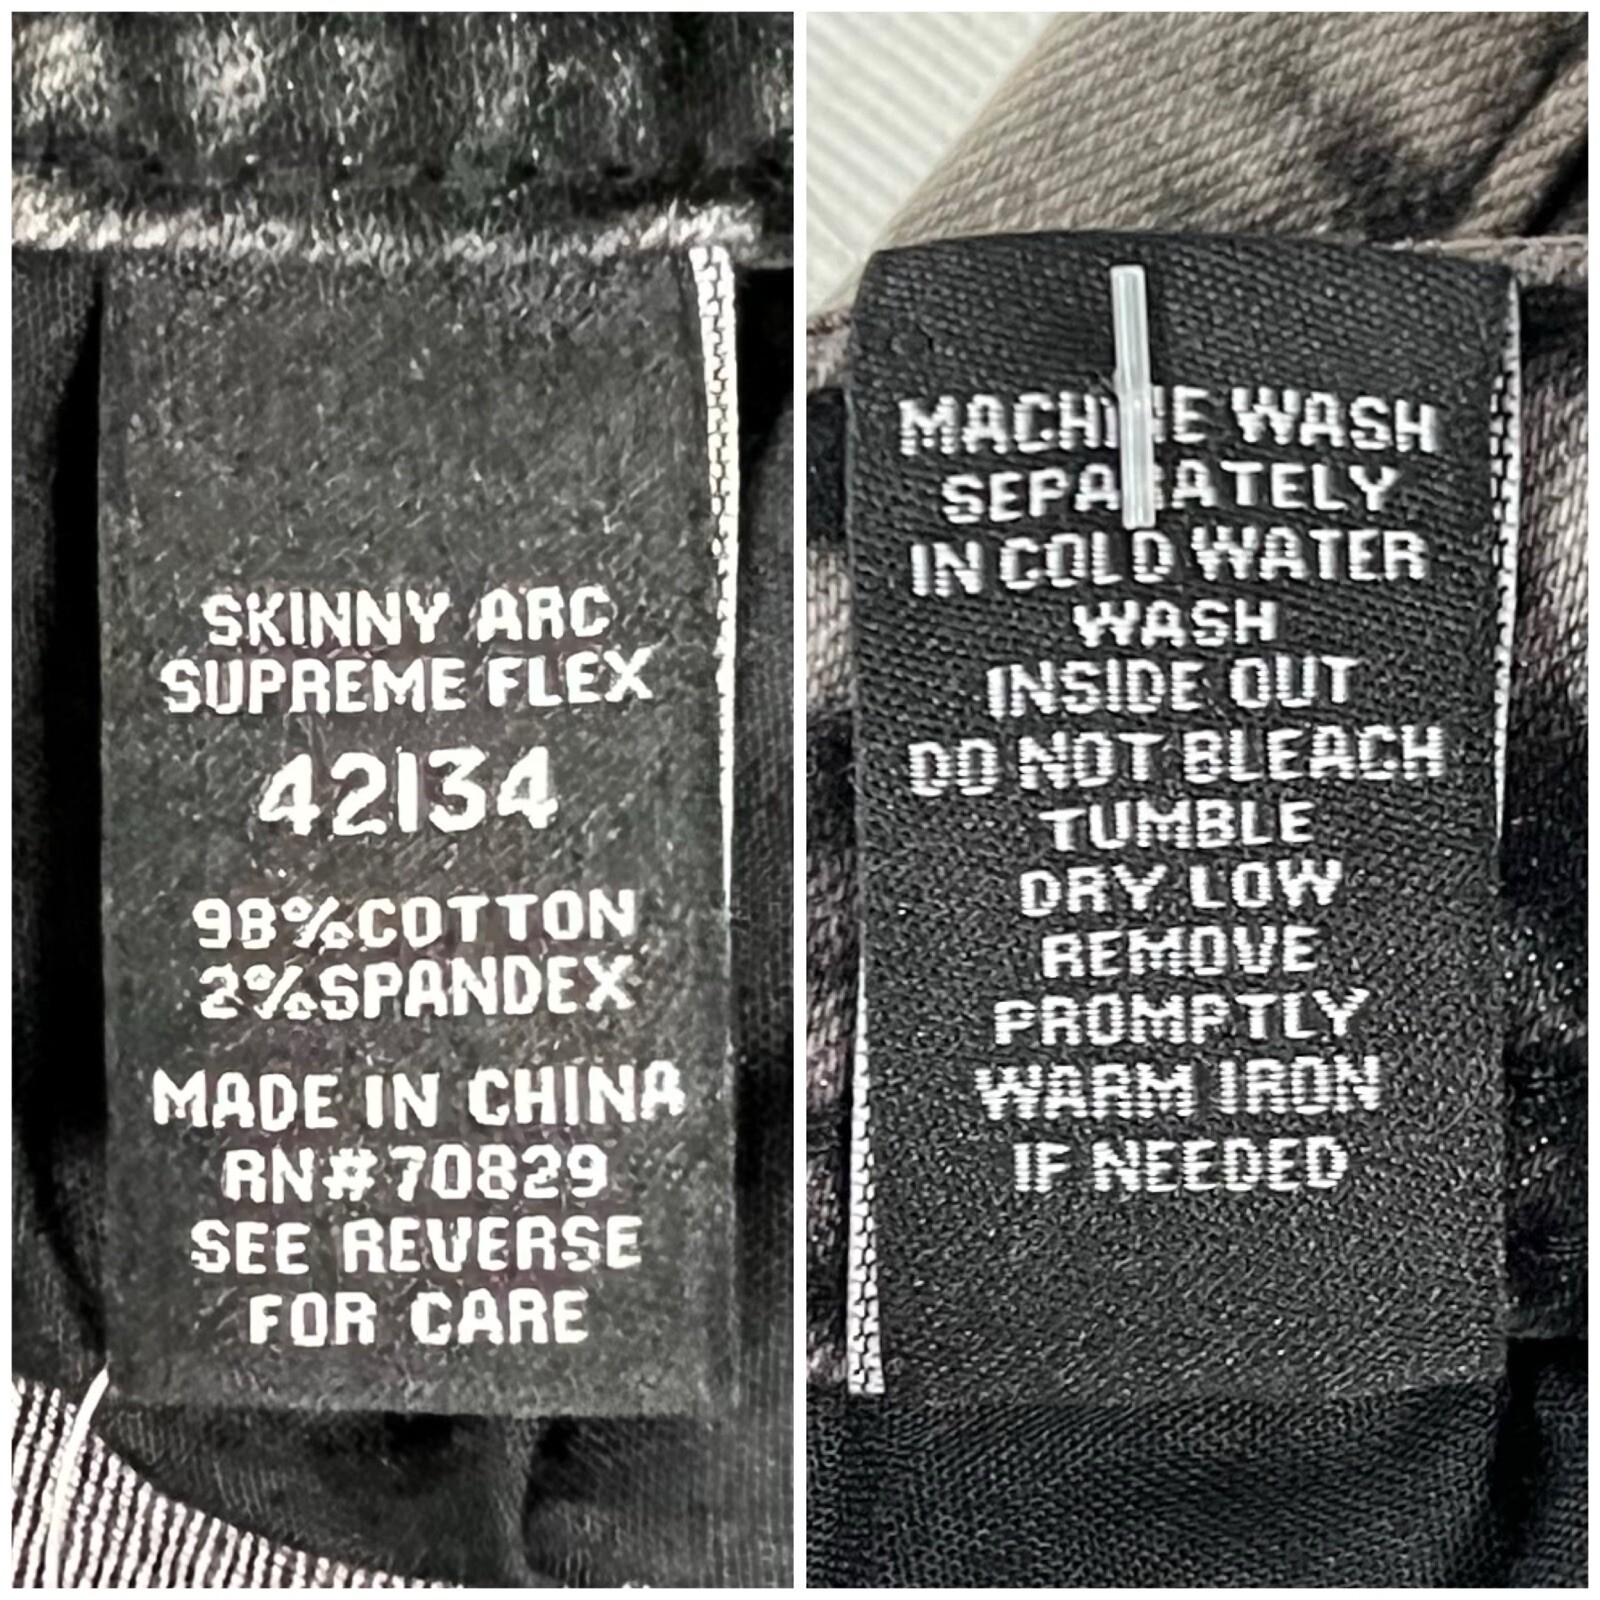 SKINNY ARC
SUPREME FLEX
42134
98%COTTON
2%SPANDEX
MADE IN CHINA
RN#70829
SEE REVERSE
FOR CARE
MACHINE WASH
SEPARATELY
IN COLD WATER
WASH
INSIDE OUT
DO NOT BLEACH
TUMBLE
DRY LOW
REMOVE
PROMPTLY
WARM IRON
IF NEEDED